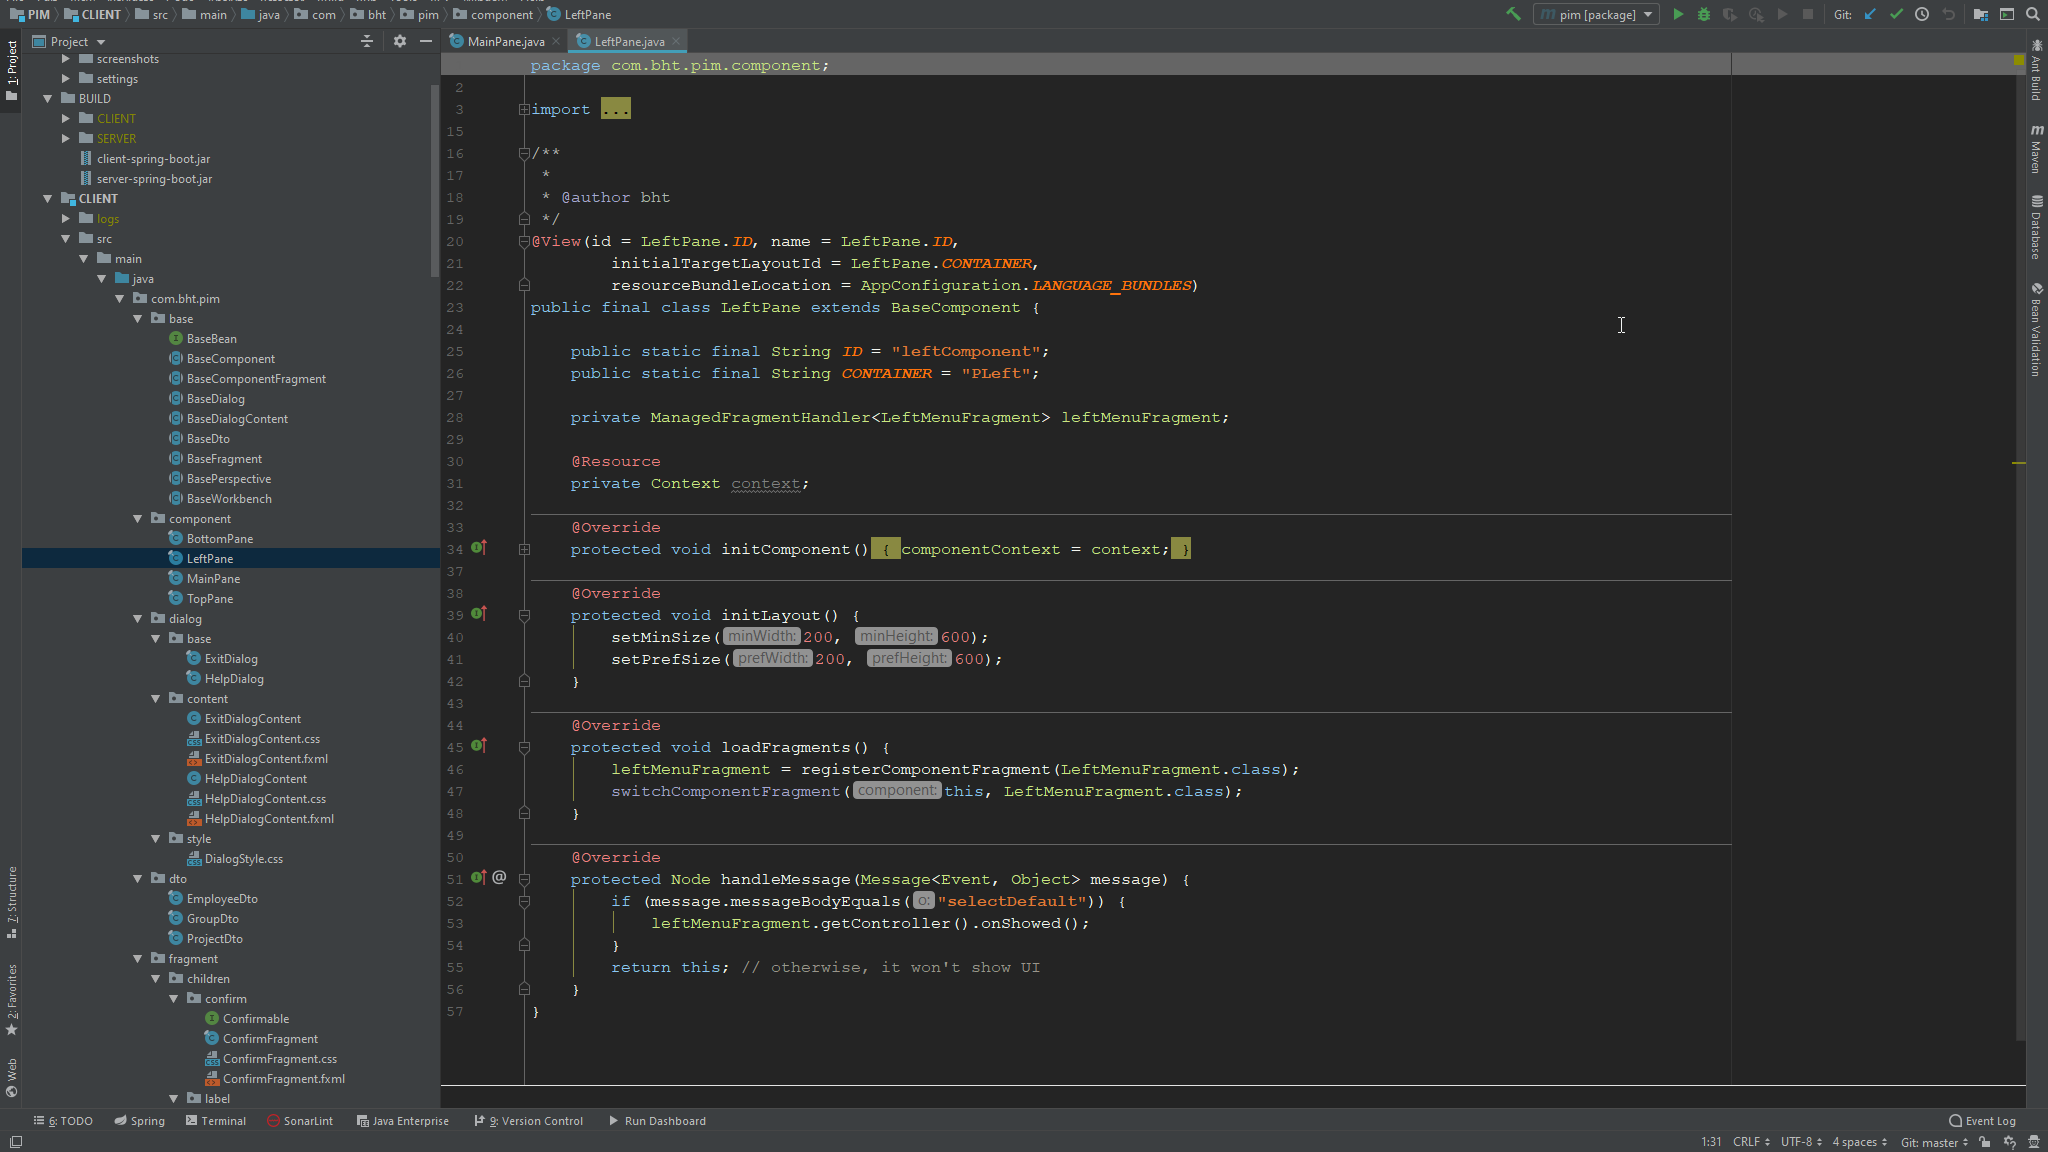 PIM CLIENT src main java com bht pim component LeftPane
pim [package]
Git:
Project
MainPane.java
LeftPane.java
1: Project
screenshots
settings
BUILD
CLIENT
SERVER
client-spring-boot.jar
server-spring-boot.jar
CLIENT
logs
src
main
java
com.bht.pim
base
BaseBean
BaseComponent
BaseComponentFragment
BaseDialog
BaseDialogContent
BaseDto
BaseFragment
BasePerspective
BaseWorkbench
component
BottomPane
LeftPane
MainPane
TopPane
dialog
base
ExitDialog
HelpDialog
content
ExitDialogContent
ExitDialogContent.css
ExitDialogContent.fxml
HelpDialogContent
HelpDialogContent.css
HelpDialogContent.fxml
style
DialogStyle.css
dto
EmployeeDto
GroupDto
ProjectDto
fragment
children
confirm
Confirmable
ConfirmFragment
ConfirmFragment.css
ConfirmFragment.fxml
label
7: Structure
2: Favorites
Web
package com.bht.pim.component;
2
3 import ...
15
16 /**
17 *
18 * @author bht
19 */
20 @View(id = LeftPane.ID, name = LeftPane.ID,
21 initialTargetLayoutId = LeftPane.CONTAINER,
22 resourceBundleLocation = AppConfiguration.LANGUAGE_BUNDLES)
23 public final class LeftPane extends BaseComponent {
24
25 public static final String ID = "leftComponent";
26 public static final String CONTAINER = "PLeft";
27
28 private ManagedFragmentHandler<LeftMenuFragment> leftMenuFragment;
29
30 @Resource
31 private Context context;
32
33 @Override
34 protected void initComponent() { componentContext = context; }
37
38 @Override
39 protected void initLayout() {
40 setMinSize( minWidth: 200, minHeight: 600);
41 setPrefSize( prefWidth: 200, prefHeight: 600);
42 }
43
44 @Override
45 protected void loadFragments() {
46 leftMenuFragment = registerComponentFragment(LeftMenuFragment.class);
47 switchComponentFragment( component: this, LeftMenuFragment.class);
48 }
49
50 @Override
51 @ protected Node handleMessage(Message<Event, Object> message) {
52 if (message.messageBodyEquals( o: "selectDefault")) {
53 leftMenuFragment.getController().onShowed();
54 }
55 return this; // otherwise, it won't show UI
56 }
57 }
Ant Build
Maven
Database
Bean Validation
6: TODO Spring Terminal SonarLint Java Enterprise 9: Version Control Run Dashboard Event Log
1:31 CRLF UTF-8 4 spaces Git: master